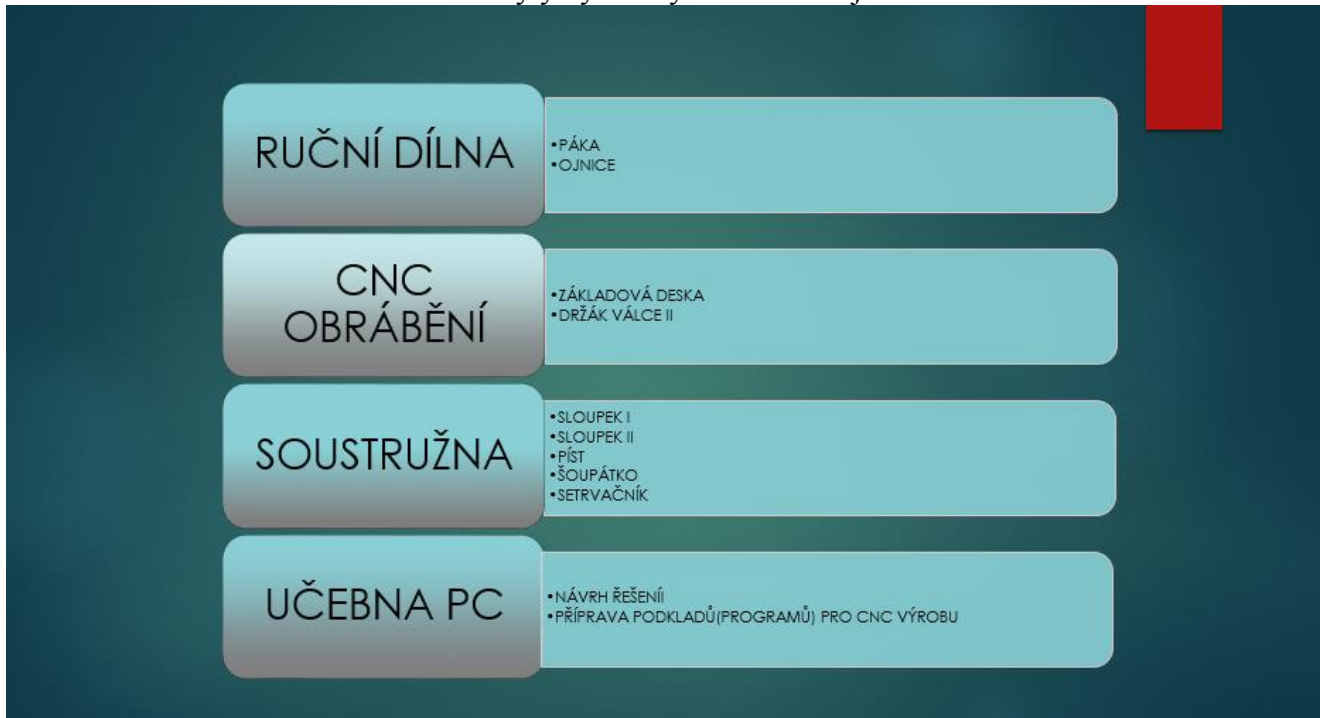 RUČNÍ DÍLNA
•PÁKA
•OJNICE
CNC
OBRÁBĚNÍ
•ZÁKLADOVÁ DESKA
•DRŽÁK VÁLCE II
SOUSTRUŽNA
•SLOUPEK I
•SLOUPEK II
•PÍST
•ŠOUPÁTKO
•SETRVAČNÍK
UČEBNA PC
•NÁVRH ŘEŠENÍI
•PŘÍPRAVA PODKLADŮ(PROGRAMŮ) PRO CNC VÝROBU